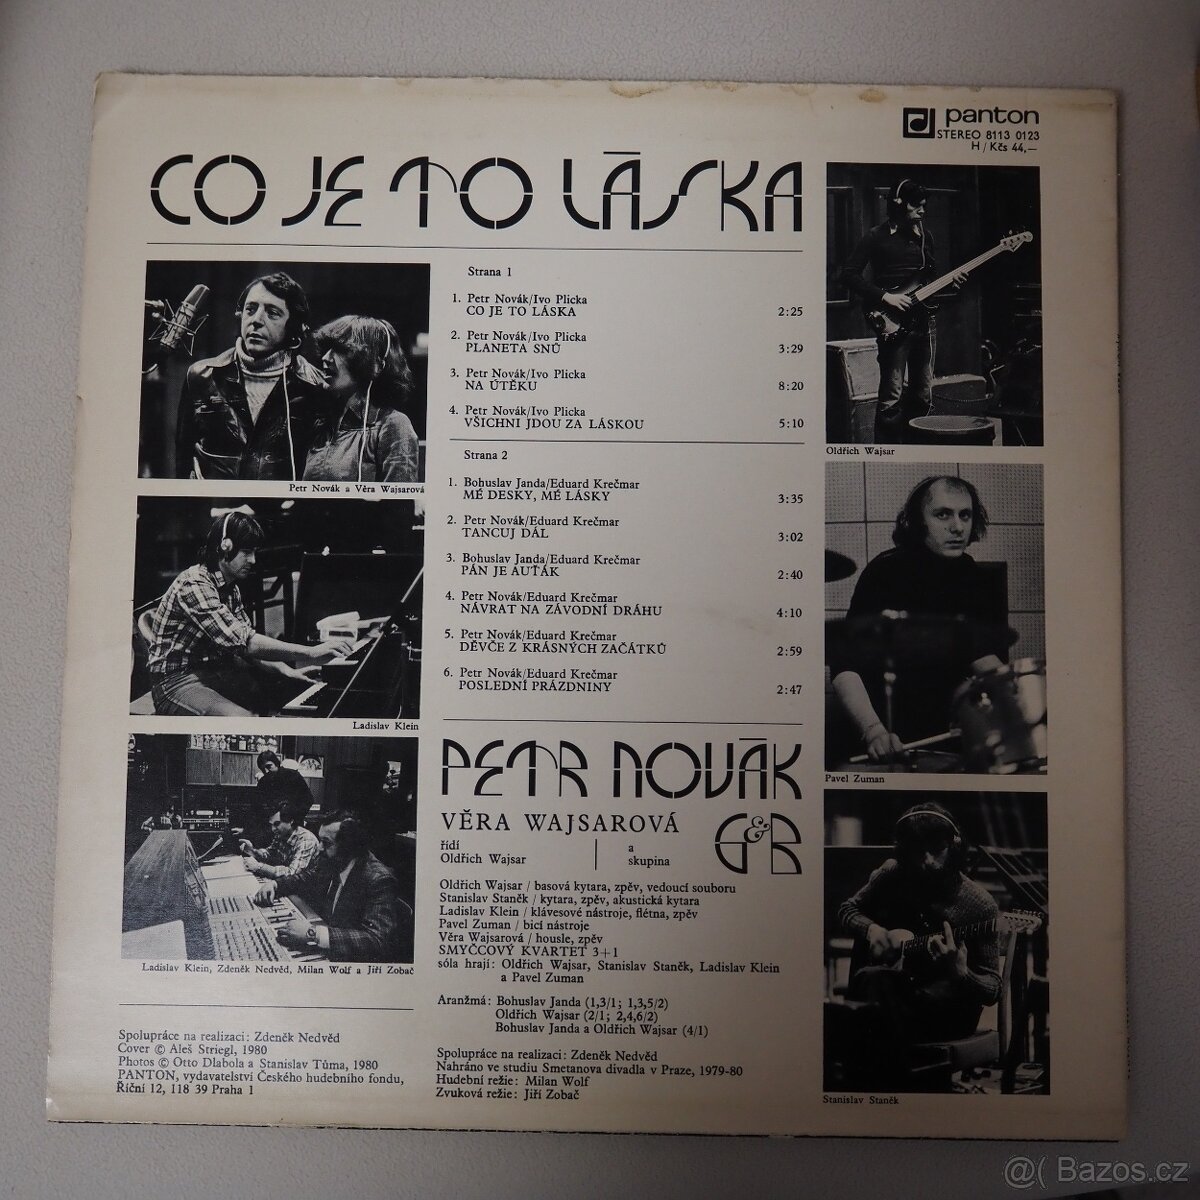 panton
STEREO 8113 0123
H / Kčs 44,—
CO JE TO LÁSKA
Strana 1
1. Petr Novák/Ivo Plicka
CO JE TO LÁSKA 2:25
2. Petr Novák/Ivo Plicka
PLANETA SNŮ 3:29
3. Petr Novák/Ivo Plicka
NA ÚTĚKU 8:20
4. Petr Novák/Ivo Plicka
VŠICHNI JDOU ZA LÁSKOU 5:10
Strana 2
1. Bohuslav Janda/Eduard Krečmar
MÉ DESKY, MÉ LÁSKY 3:35
2. Petr Novák/Eduard Krečmar
TANCUJ DÁL 3:02
3. Bohuslav Janda/Eduard Krečmar
PÁN JE AUŤÁK 2:40
4. Petr Novák/Eduard Krečmar
NÁVRAT NA ZÁVODNÍ DRÁHU 4:10
5. Petr Novák/Eduard Krečmar
DĚVČE Z KRÁSNÝCH ZAČÁTKŮ 2:59
6. Petr Novák/Eduard Krečmar
POSLEDNÍ PRÁZDNINY 2:47
Petr Novák a Věra Wajsarová
Ladislav Klein
Ladislav Klein, Zdeněk Nedvěd, Milan Wolf a Jiří Zobač
Oldřich Wajsar
Pavel Zuman
Stanislav Staněk
PETR NOVÁK
VĚRA WAJSAROVÁ
řídí
Oldřich Wajsar
a
skupina
G&B
Oldřich Wajsar / basová kytara, zpěv, vedoucí souboru
Stanislav Staněk / kytara, zpěv, akustická kytara
Ladislav Klein / klávesové nástroje, flétna, zpěv
Pavel Zuman / bicí nástroje
Věra Wajsarová / housle, zpěv
SMYČCOVÝ KVARTET 3+1
sóla hrají: Oldřich Wajsar, Stanislav Staněk, Ladislav Klein
a Pavel Zuman
Aranžmá: Bohuslav Janda (1,3/1; 1,3,5/2)
Oldřich Wajsar (2/1; 2,4,6/2)
Bohuslav Janda a Oldřich Wajsar (4/1)
Spolupráce na realizaci: Zdeněk Nedvěd
Nahráno ve studiu Smetanova divadla v Praze, 1979-80
Hudební režie: Milan Wolf
Zvuková režie: Jiří Zobač
Spolupráce na realizaci: Zdeněk Nedvěd
Cover © Aleš Striegl, 1980
Photos © Otto Dlabola a Stanislav Tůma, 1980
PANTON, vydavatelství Českého hudebního fondu,
Říční 12, 118 39 Praha 1
@( Bazos.cz